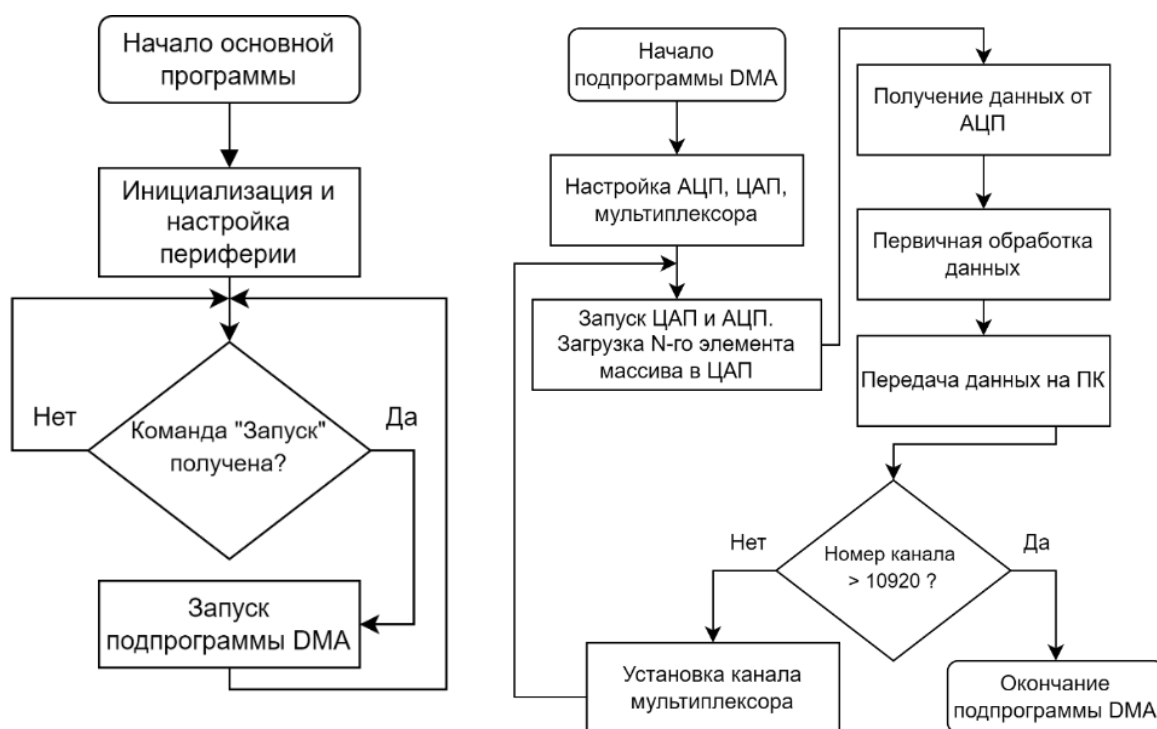 Начало основной
программы
Инициализация и
настройка
периферии
Нет
Да
Команда "Запуск"
получена?
Запуск
подпрограммы DMA
Начало
подпрограммы DMA
Настройка АЦП, ЦАП,
мультиплексора
Запуск ЦАП и АЦП.
Загрузка N-го элемента
массива в ЦАП
Получение данных от
АЦП
Первичная обработка
данных
Передача данных на ПК
Нет
Да
Номер канала
> 10920 ?
Установка канала
мультиплексора
Окончание
подпрограммы DMA